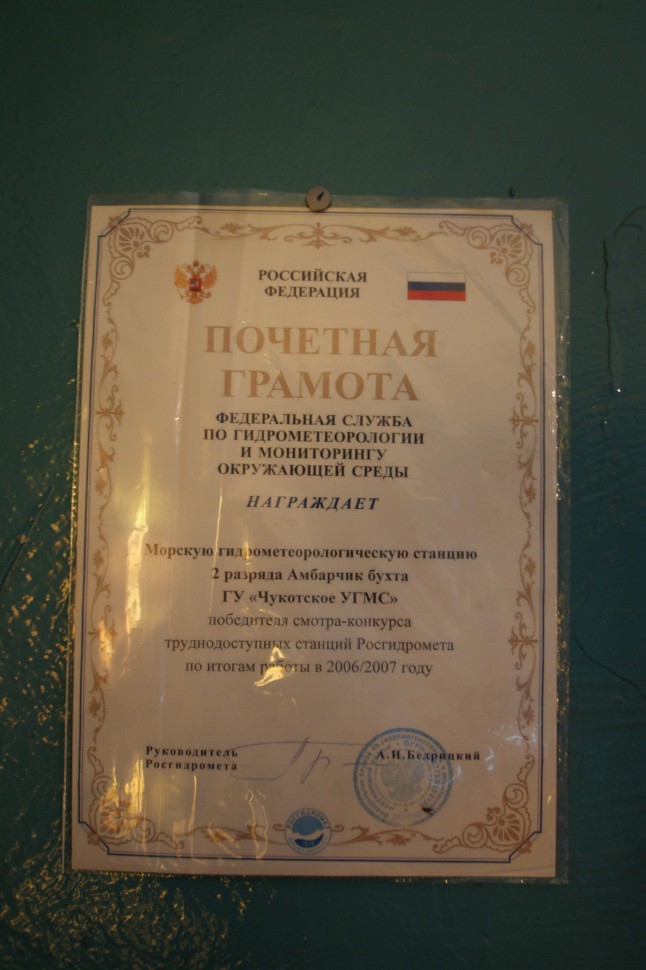 РОССИЙСКАЯ
ФЕДЕРАЦИЯ
ПОЧЕТНАЯ
ГРАМОТА
ФЕДЕРАЛЬНАЯ СЛУЖБА
ПО ГИДРОМЕТЕОРОЛОГИИ
И МОНИТОРИНГУ
ОКРУЖАЮЩЕЙ СРЕДЫ
НАГРАЖДАЕТ
Морскую гидрометеорологическую станцию
2 разряда Амбарчик бухта
ГУ «Чукотское УГМС»
победителя смотра-конкурса
труднодоступных станций Росгидромета
по итогам работы в 2006/2007 году
Руководитель
Росгидромета
А.И.Бедрицкий
РОСГИДРОМЕТ